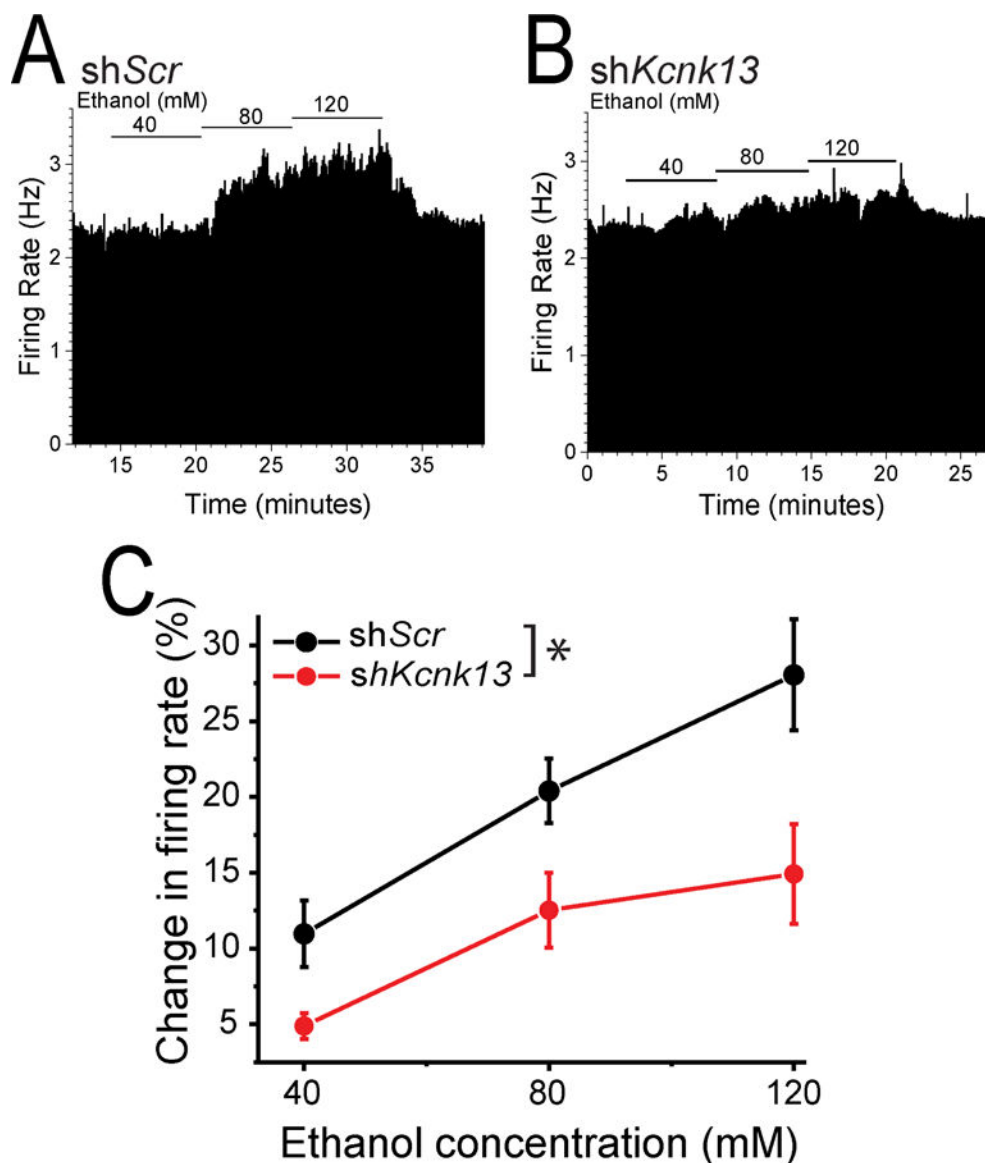 A
shScr
Ethanol (mM)
40
80
120
3
2
1
0
Firing Rate (Hz)
15
20
25
30
35
Time (minutes)
B
shKcnk13
Ethanol (mM)
40
80
120
3
2
1
0
Firing Rate (Hz)
0
5
10
15
20
25
Time (minutes)
C
shScr
shKcnk13
*
30
25
20
15
10
5
Change in firing rate (%)
40
80
120
Ethanol concentration (mM)